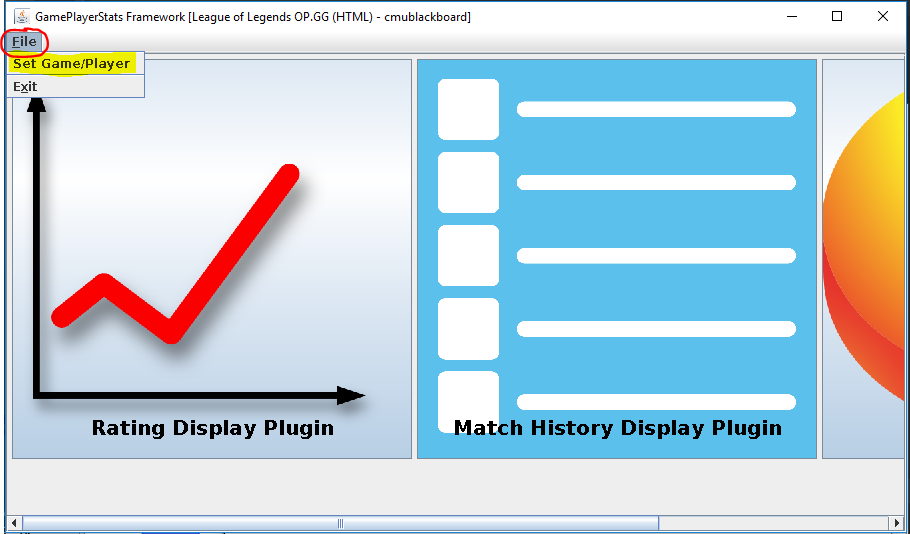 GamePlayerStats Framework [League of Legends OP.GG (HTML) - cmublackboard]
File
Set Game/Player
Exit
Rating Display Plugin
Match History Display Plugin